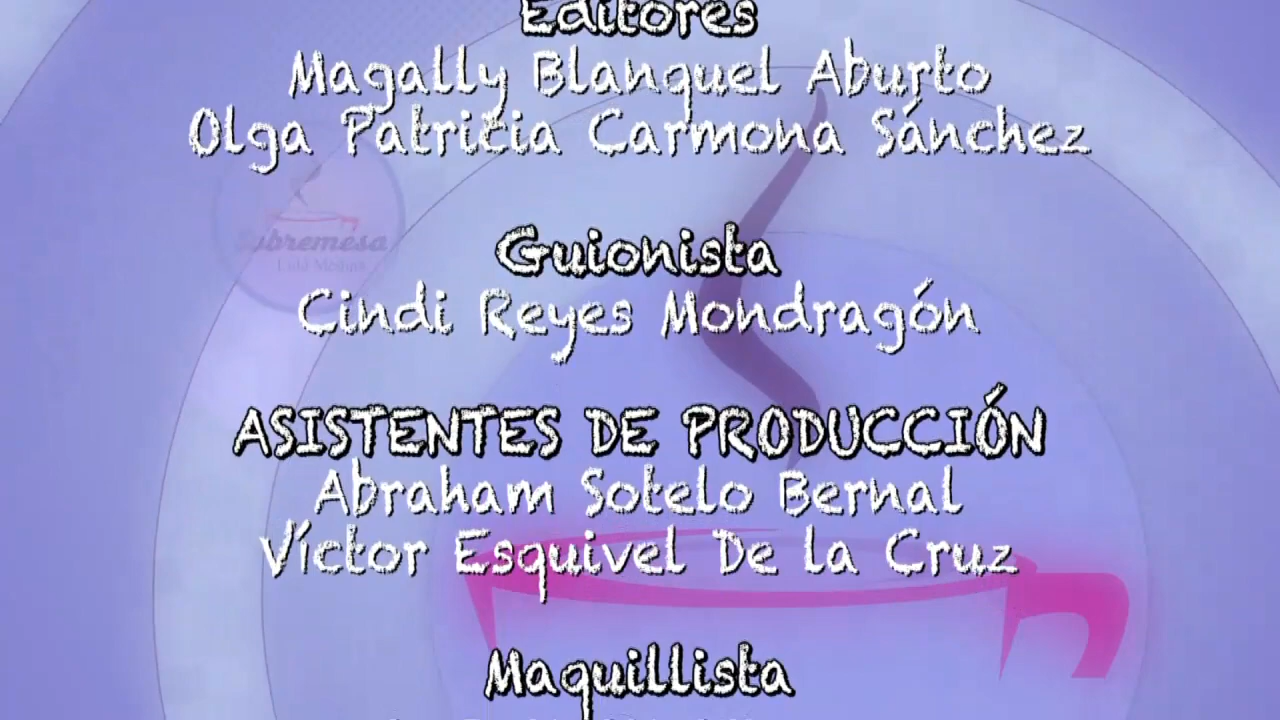 Editores
Magally Blanquel Aburto
Olga Patricia Carmona Sánchez
Sobremesa
Guionista
Cindi Reyes Mondragón
ASISTENTES DE PRODUCCIÓN
Abraham Sotelo Bernal
Víctor Esquivel De la Cruz
Maquillista